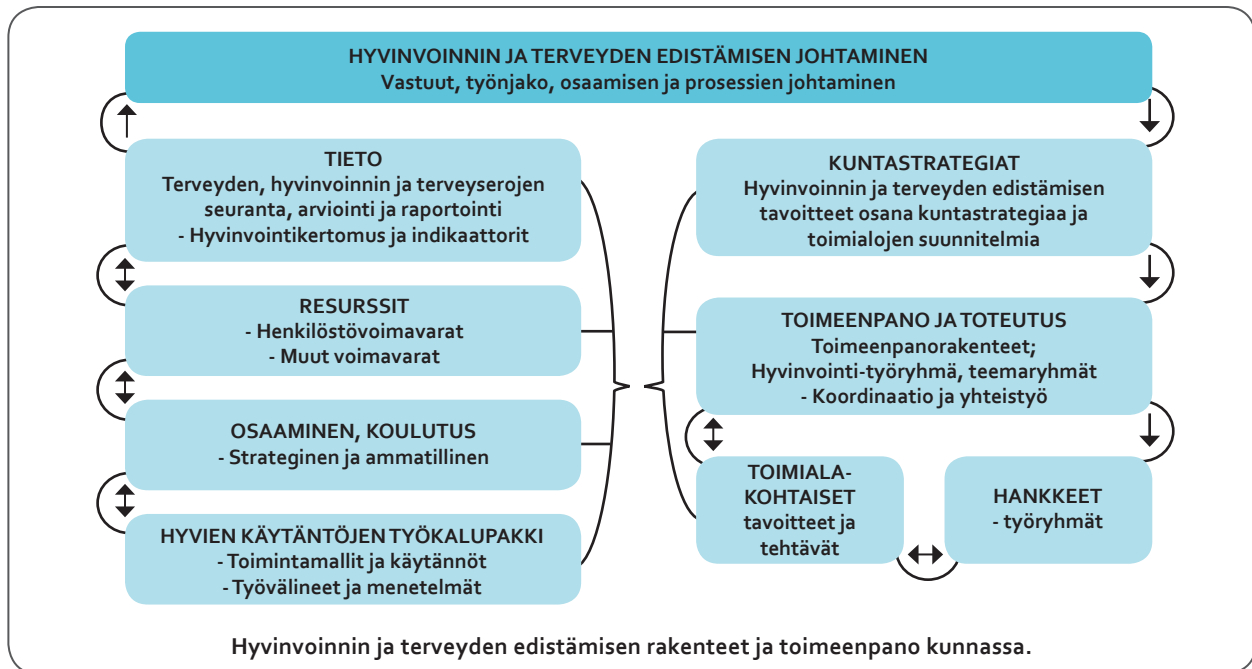 HYVINVOINNIN JA TERVEYDEN EDISTÄMISEN JOHTAMINEN
Vastuut, työnjako, osaamisen ja prosessien johtaminen
TIETO
Terveyden, hyvinvoinnin ja terveyserojen
seuranta, arviointi ja raportointi
- Hyvinvointikertomus ja indikaattorit
RESURSSIT
- Henkilöstövoimavarat
- Muut voimavarat
OSAAMINEN, KOULUTUS
- Strateginen ja ammatillinen
HYVIEN KÄYTÄNTÖJEN TYÖKALUPAKKI
- Toimintamallit ja käytännöt
- Työvälineet ja menetelmät
KUNTASTRATEGIAT
Hyvinvoinnin ja terveyden edistämisen
tavoitteet osana kuntastrategiaa ja
toimialojen suunnitelmia
TOIMEENPANO JA TOTEUTUS
Toimeenpanorakenteet;
Hyvinvointi-työryhmä, teemaryhmät
- Koordinaatio ja yhteistyö
TOIMIALA-
KOHTAISET
tavoitteet ja
tehtävät
HANKKEET
- työryhmät
Hyvinvoinnin ja terveyden edistämisen rakenteet ja toimeenpano kunnassa.